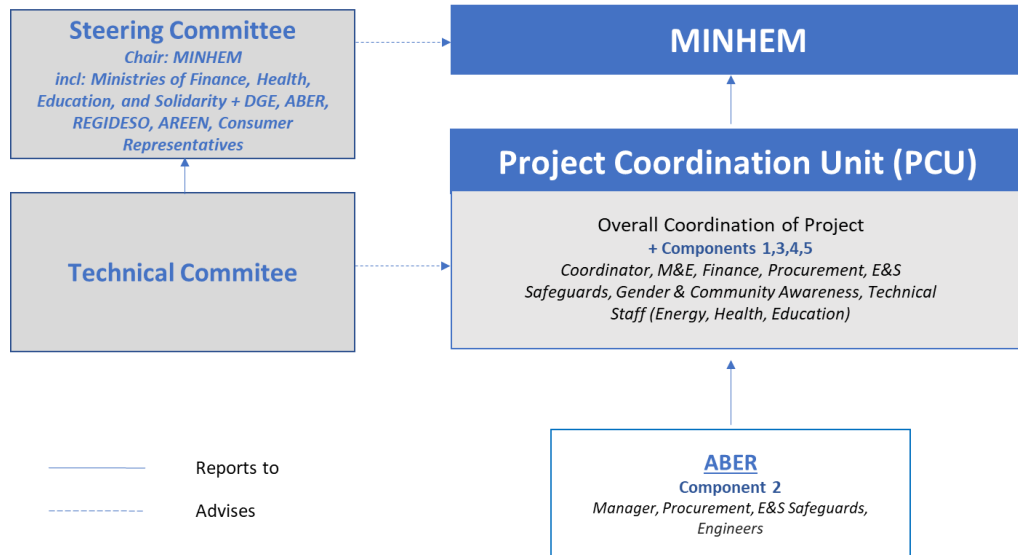 Steering Committee
Chair: MINHEM
incl: Ministries of Finance, Health,
Education, and Solidarity + DGE, ABER,
REGIDESO, AREEN, Consumer
Representatives
MINHEM
Project Coordination Unit (PCU)
Overall Coordination of Project
+ Components 1,3,4,5
Coordinator, M&E, Finance, Procurement, E&S
Safeguards, Gender & Community Awareness, Technical
Staff (Energy, Health, Education)
Technical Commitee
ABER
Component 2
Manager, Procurement, E&S Safeguards,
Engineers
Reports to
Advises